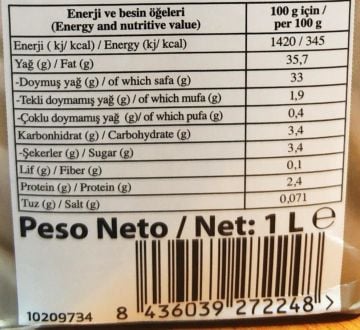 Enerji ve besin öğeleri
(Energy and nutritive value)
100 g için /
per 100 g
Enerji ( kj/ kcal) / Energy (kj/ kcal) 1420 / 345
Yağ (g) / Fat (g) 35,7
-Doymuş yağ (g) / of which safa (g) 33
-Tekli doymamış yağ (g) / of which mufa (g) 1,9
-Çoklu doymamış yağ (g)/ of which pufa (g) 0,4
Karbonhidrat (g) / Carbohydrate (g) 3,4
-Şekerler (g) / Sugar (g) 3,4
Lif (g) / Fiber (g) 0,1
Protein (g) / Protein (g) 2,4
Tuz (g) / Salt (g) 0,071
Peso Neto / Net: 1 L ℮
10209734 8 436039 272248 >